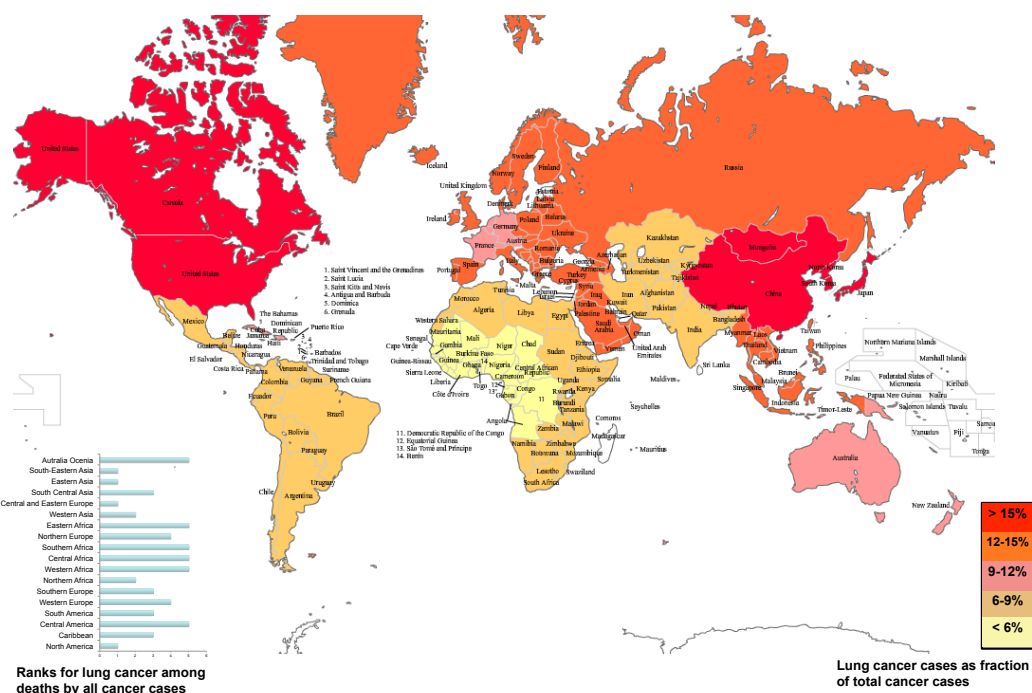 United States
Canada
United States
Mexico
Iceland
United Kingdom
Ireland
Norway
Sweden
Finland
Russia
Estonia
Latvia
Lithuania
Denmark
Belarus
Poland
Germany
Ukraine
France
Austria
Romania
Bulgaria
Italy
Spain
Portugal
Greece
Malta
Georgia
Armenia
Azerbaijan
Turkey
Cyprus
Syria
Lebanon
Israel
Iraq
Jordan
Palestine
Kuwait
Bahrain
Qatar
Saudi
Arabia
Oman
Yemen
United Arab
Emirates
Iran
Kazakhstan
Uzbekistan
Turkmenistan
Kyrgyzstan
Tajikistan
Afghanistan
Pakistan
Mongolia
China
North Korea
South Korea
Japan
Nepal
Bhutan
Bangladesh
India
Myanmar
Laos
Thailand
Vietnam
Cambodia
Taiwan
Philippines
Sri Lanka
Maldives
Brunei
Malaysia
Singapore
Indonesia
Timor-Leste
Northern Mariana Islands
Marshall Islands
Palau
Federated States of
Micronesia
Kiribati
Papua New Guinea
Nauru
Solomon Islands
Tuvalu
Samoa
Vanuatu
Fiji
Tonga
Australia
New Zealand
1. Saint Vincent and the Grenadines
2. Saint Lucia
3. Saint Kitts and Nevis
4. Antigua and Barbuda
5. Dominica
6. Grenada
The Bahamas
Cuba
Dominican
Republic
Puerto Rico
Jamaica
Haiti
Belize
Guatemala
Honduras
El Salvador
Nicaragua
Costa Rica
Panama
Barbados
Trinidad and Tobago
Venezuela
Suriname
Guyana
French Guiana
Colombia
Ecuador
Peru
Brazil
Bolivia
Paraguay
Chile
Uruguay
Argentina
Tunisia
Morocco
Algeria
Libya
Egypt
Western Sahara
Mauritania
Senegal
Cape Verde
Gambia
Mali
Niger
Chad
Sudan
Eritrea
Djibouti
Guinea-Bissau
Guinea
Burkina Faso
Sierra Leone
Liberia
Côte d'Ivoire
Ghana
14
Togo
Nigeria
Cameroon
Central African
Republic
12
13
Gabon
Congo
11
Ethiopia
Somalia
Uganda
Kenya
Rwanda
Burundi
Tanzania
Seychelles
Comoros
Angola
Zambia
Malawi
Namibia
Zimbabwe
Botswana
Mozambique
Madagascar
Mauritius
Lesotho
Swaziland
South Africa
11. Democratic Republic of the Congo
12. Equatorial Guinea
13. São Tomé and Príncipe
14. Benin
Autralia Ocenia
South-Eastern Asia
Eastern Asia
South Central Asia
Central and Eastern Europe
Western Asia
Eastern Africa
Northern Europe
Southern Africa
Central Africa
Western Africa
Northern Africa
Southern Europe
Western Europe
South America
Central America
Caribbean
North America
0 1 2 3 4 5 6
Ranks for lung cancer among
deaths by all cancer cases
> 15%
12-15%
9-12%
6-9%
< 6%
Lung cancer cases as fraction
of total cancer cases